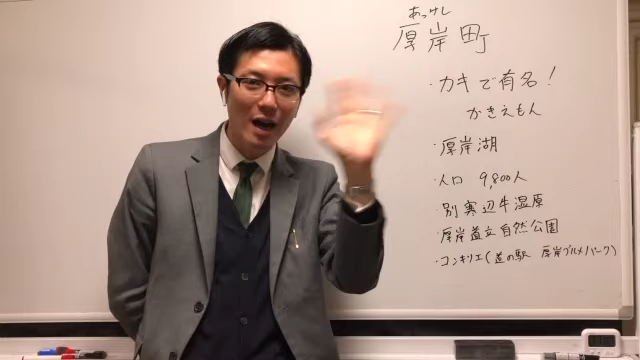 あっけし
厚岸町
・カキで有名！
かきえもん
・厚岸湖
・人口 9,800人
・別寒辺牛湿原
・厚岸道立自然公園
・コンキリエ（道の駅 厚岸グルメパーク）